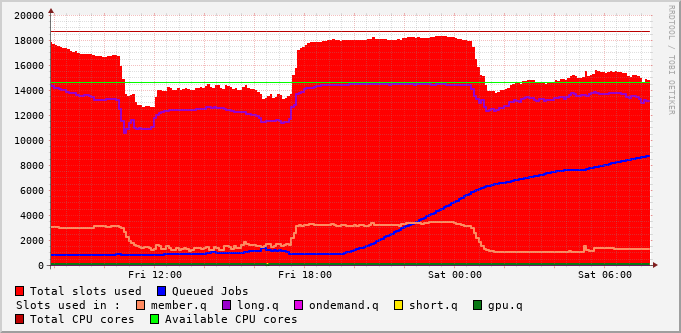 RRDTOOL / TOBI OETIKER
20000
18000
16000
14000
12000
10000
8000
6000
4000
2000
0
Fri 12:00 Fri 18:00 Sat 00:00 Sat 06:00
Total slots used Queued Jobs
Slots used in : member.q long.q ondemand.q short.q gpu.q
Total CPU cores Available CPU cores